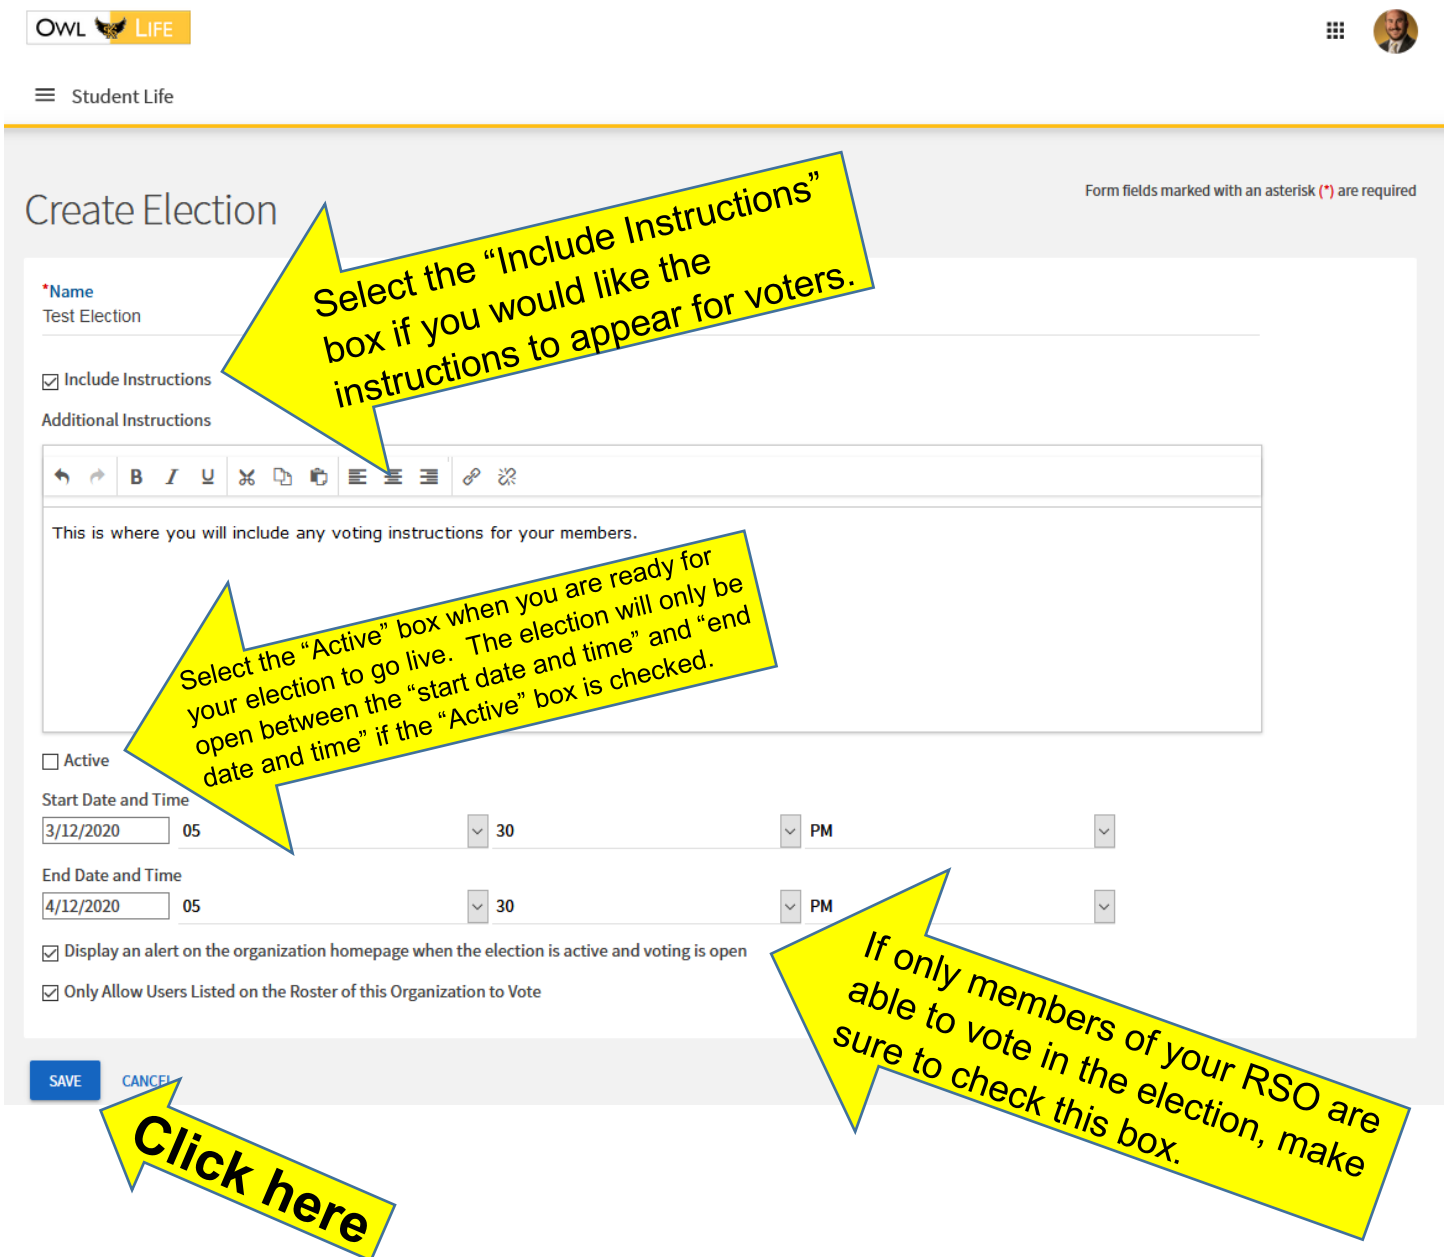 OWL LIFE
Student Life
Create Election
Form fields marked with an asterisk (*) are required
Select the “Include Instructions”
box if you would like the
instructions to appear for voters.
*Name
Test Election
Include Instructions
Additional Instructions
B I U
This is where you will include any voting instructions for your members.
Select the “Active” box when you are ready for
your election to go live. The election will only be
open between the “start date and time” and “end
date and time” if the “Active” box is checked.
Active
Start Date and Time
3/12/2020 05 30 PM
End Date and Time
4/12/2020 05 30 PM
Display an alert on the organization homepage when the election is active and voting is open
Only Allow Users Listed on the Roster of this Organization to Vote
If only members of your RSO are
able to vote in the election, make
sure to check this box.
SAVE CANCEL
Click here